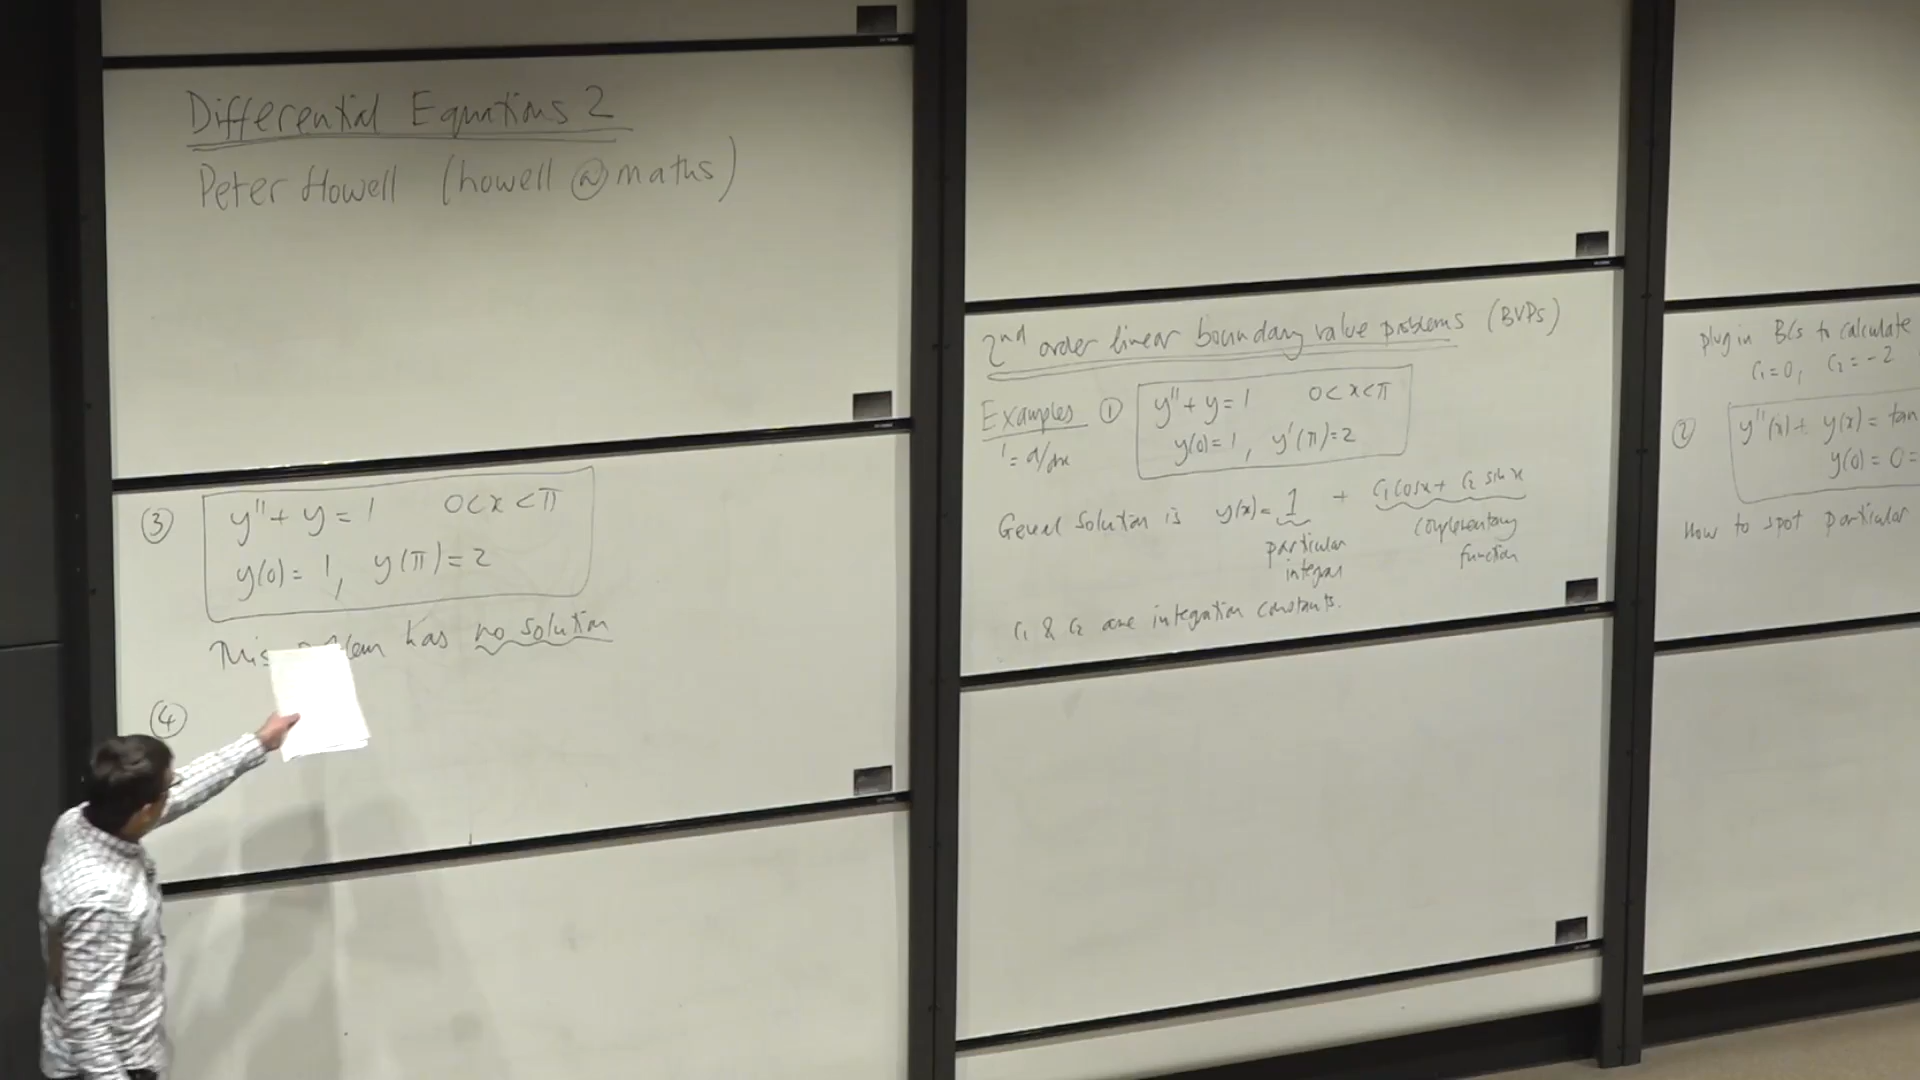 Differential Equations 2
Peter Howell (howell @maths)
③ y'' + y = 1 0<x<π
y(0) = 1, y(π) = 2
This problem has no solution
④
2nd order linear boundary value problems (BVPs)
Examples ① y'' + y = 1 0<x<π
' = d/dx y(0) = 1, y'(π) = 2
General solution is y(x) = 1 + c₁cosx + c₂ sin x
particular integral
complementary function
c₁ & c₂ are integration constants.
plug in BCs to calculate
c₁ = 0, c₂ = -2
② y''(x) + y(x) = tan
y(0) = 0 =
How to spot particular